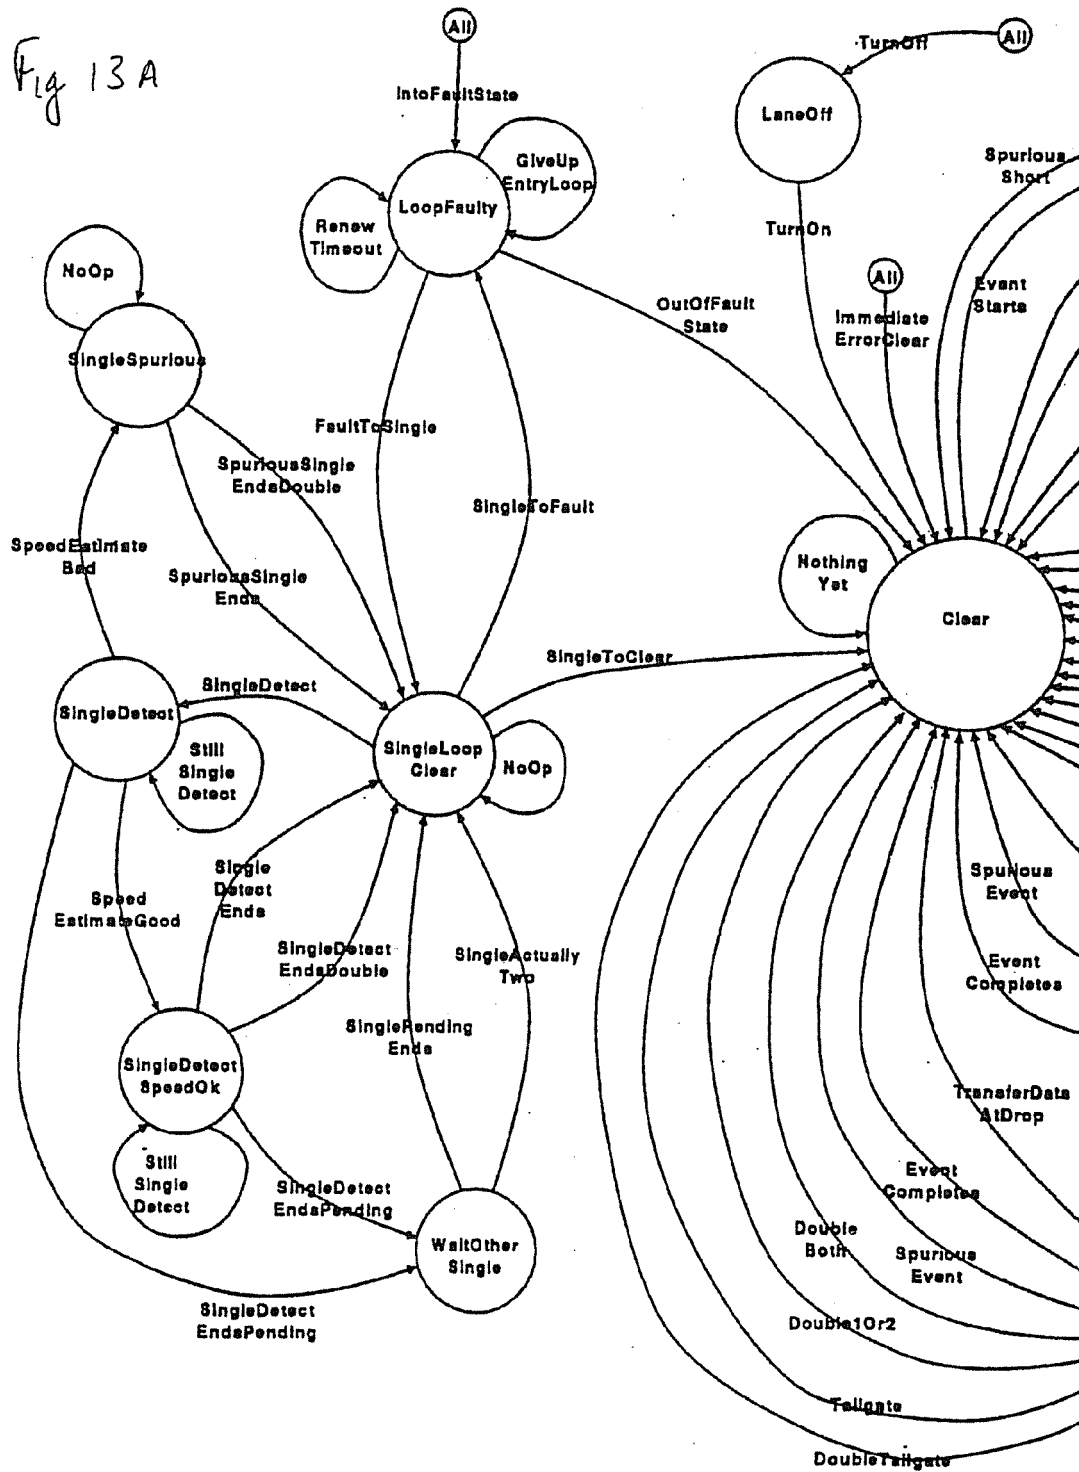 Fig 13A
All
IntoFaultState
GiveUp
EntryLoop
LoopFaulty
Renew
Timeout
TurnOff
All
LaneOff
TurnOn
Spurious
Short
All
Immediate
ErrorClear
Event
Starts
OutOfFault
State
NoOp
SingleSpurious
FaultToSingle
SpuriousSingle
EndsDouble
SingleToFault
SpeedEstimate
Bad
SpuriousSingle
Ends
Nothing
Yet
Clear
SingleToClear
SingleDetect
SingleDetect
Still
Single
Detect
SingleLoop
Clear
NoOp
Speed
EstimateGood
Single
Detect
Ends
SingleDetect
EndsDouble
SingleActually
Two
SinglePending
Ends
Spurious
Event
Event
Completes
SingleDetect
SpeedOk
TransferData
AtDrop
Still
Single
Detect
SingleDetect
EndsPending
WaitOther
Single
Event
Completes
Double
Both
Spurious
Event
SingleDetect
EndsPending
Double1Or2
Tailgate
DoubleTailgate